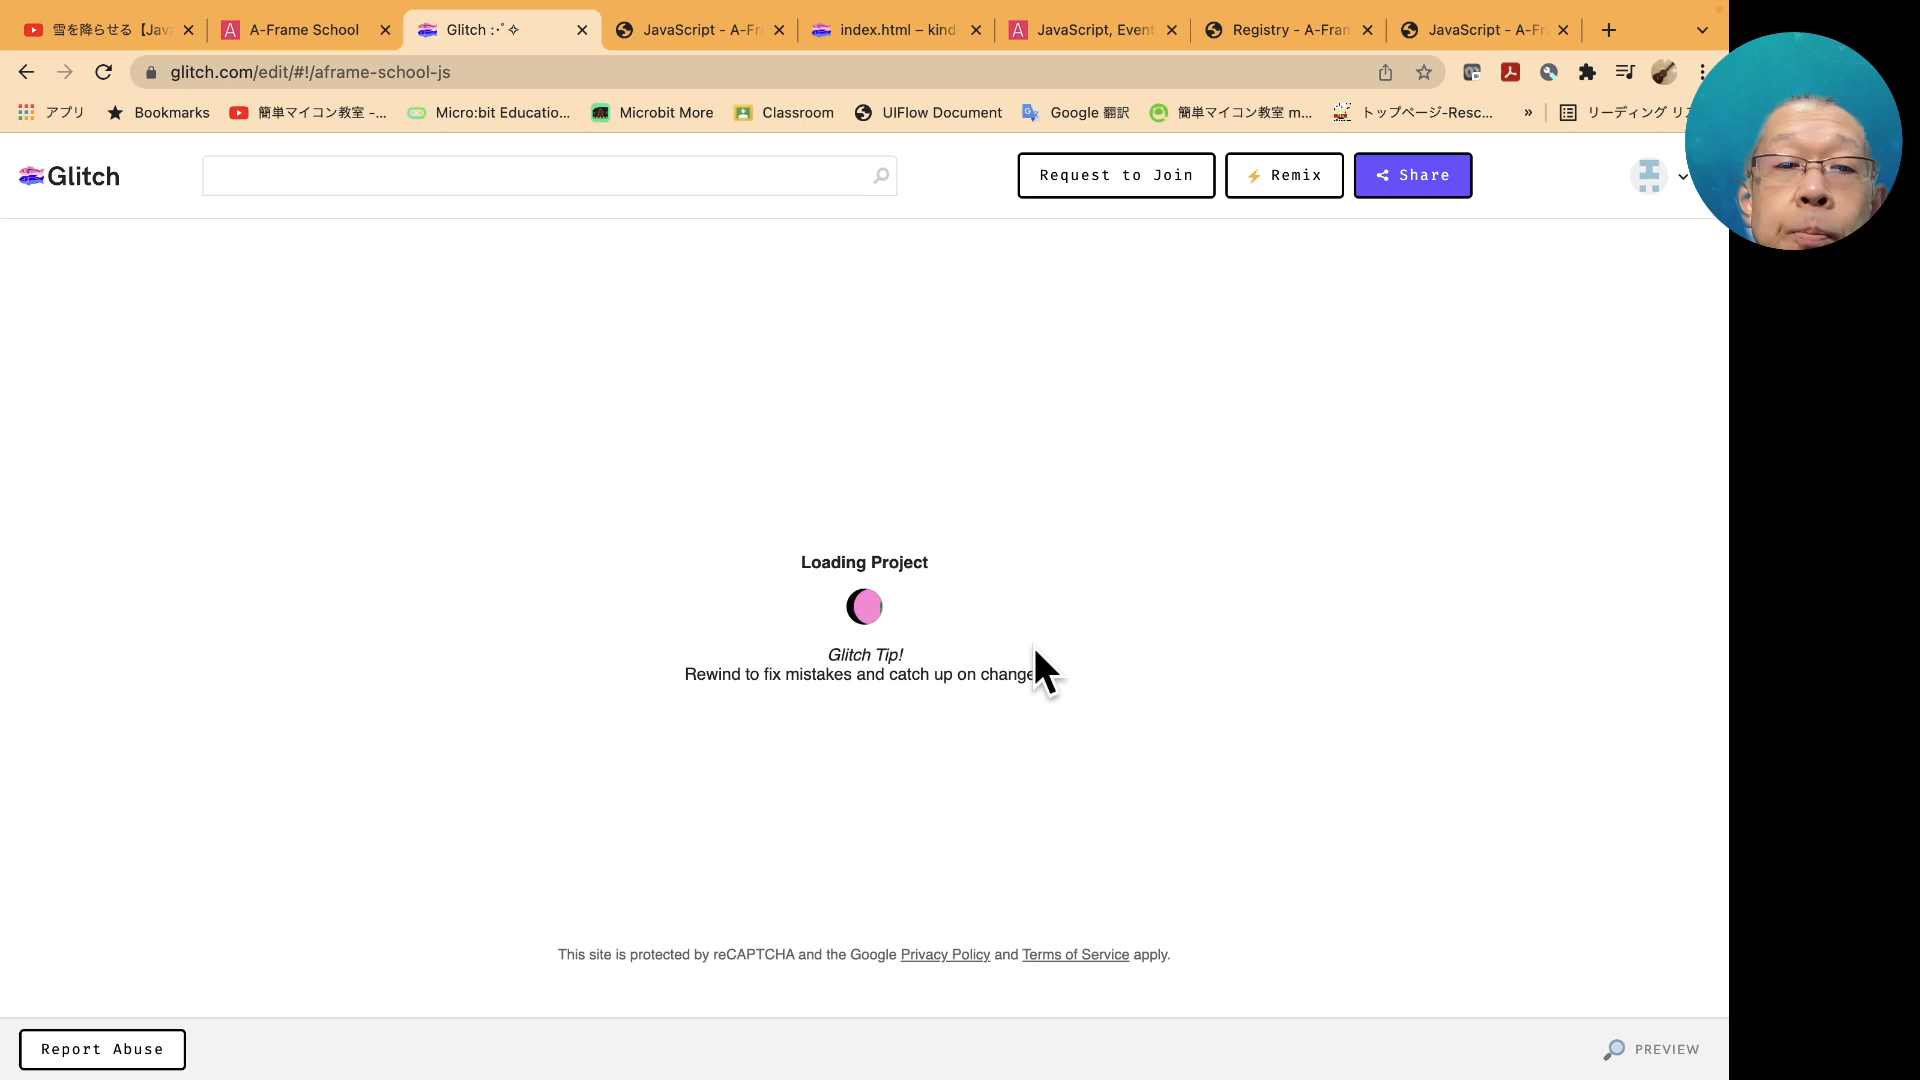 雪を降らせる【Java
A-Frame School
Glitch :・ﾟ✧
JavaScript - A-Fr
index.html – kind-
JavaScript, Event
Registry - A-Fram
JavaScript - A-Fr
glitch.com/edit/#!/aframe-school-js
アプリ
Bookmarks
簡単マイコン教室 -...
Micro:bit Educatio...
Microbit More
Classroom
UIFlow Document
Google 翻訳
簡単マイコン教室 m...
トップページ-Resc...
»
リーディング リス
Glitch
Request to Join
Remix
Share
Loading Project
Glitch Tip!
Rewind to fix mistakes and catch up on change
This site is protected by reCAPTCHA and the Google Privacy Policy and Terms of Service apply.
Report Abuse
PREVIEW